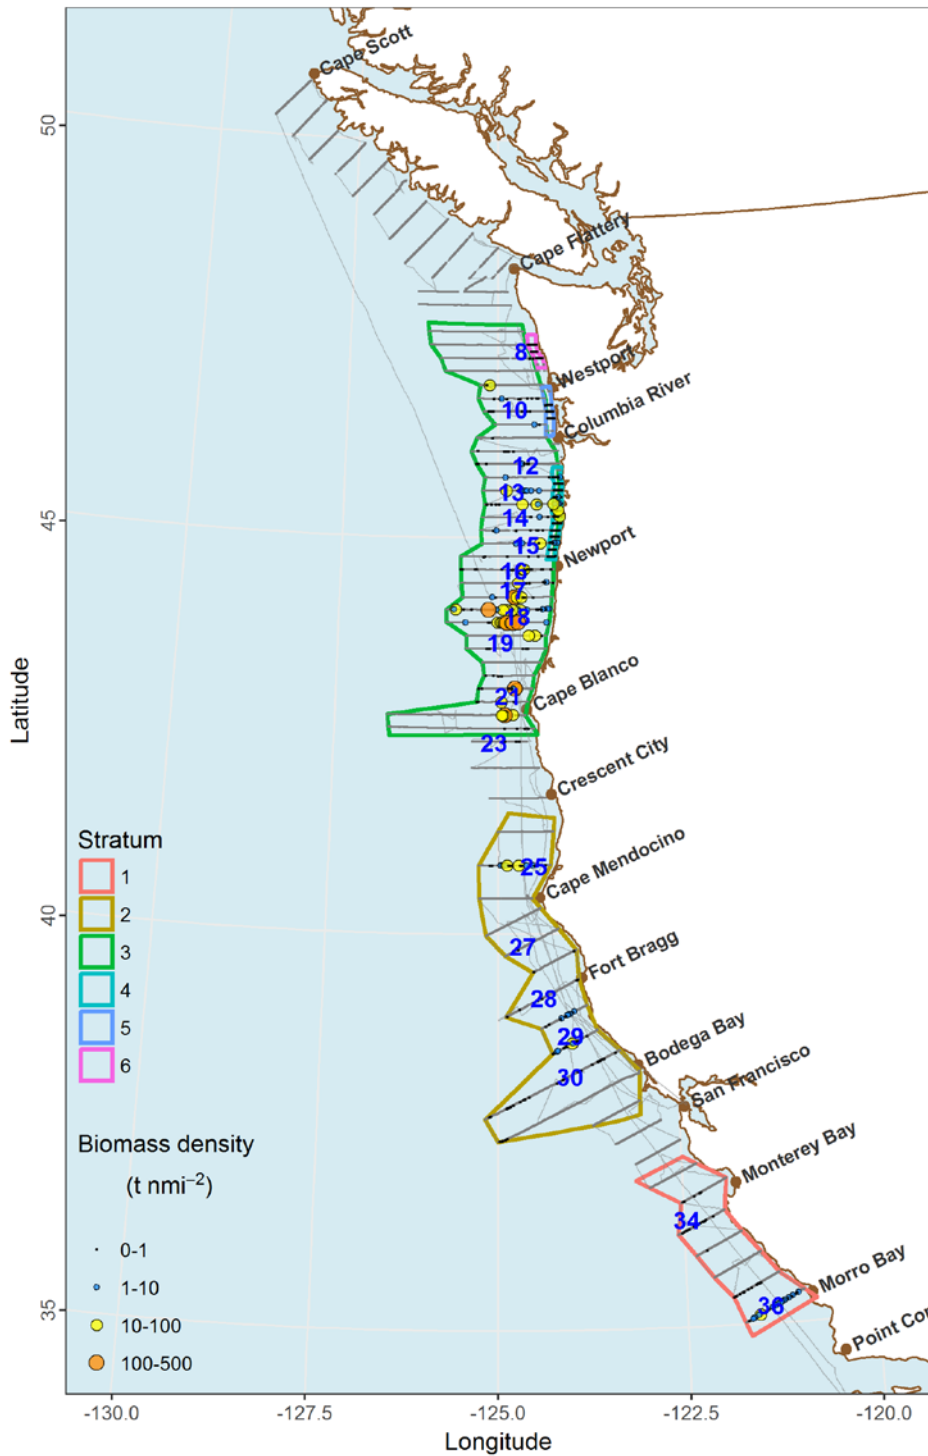 Cape Scott
50
Cape Flattery
8
Westport
10
Columbia River
12
13
45
14
15
Newport
16
17
18
19
Latitude
21
Cape Blanco
23
Crescent City
Stratum
1
25
Cape Mendocino
2
40
3
27
Fort Bragg
4
28
5
29
Bodega Bay
6
30
San Francisco
Biomass density
Monterey Bay
(t nmi−2)
34
0-1
Morro Bay
1-10
36
35
10-100
Point Con
100-500
-130.0 -127.5 -125.0 -122.5 -120.0
Longitude